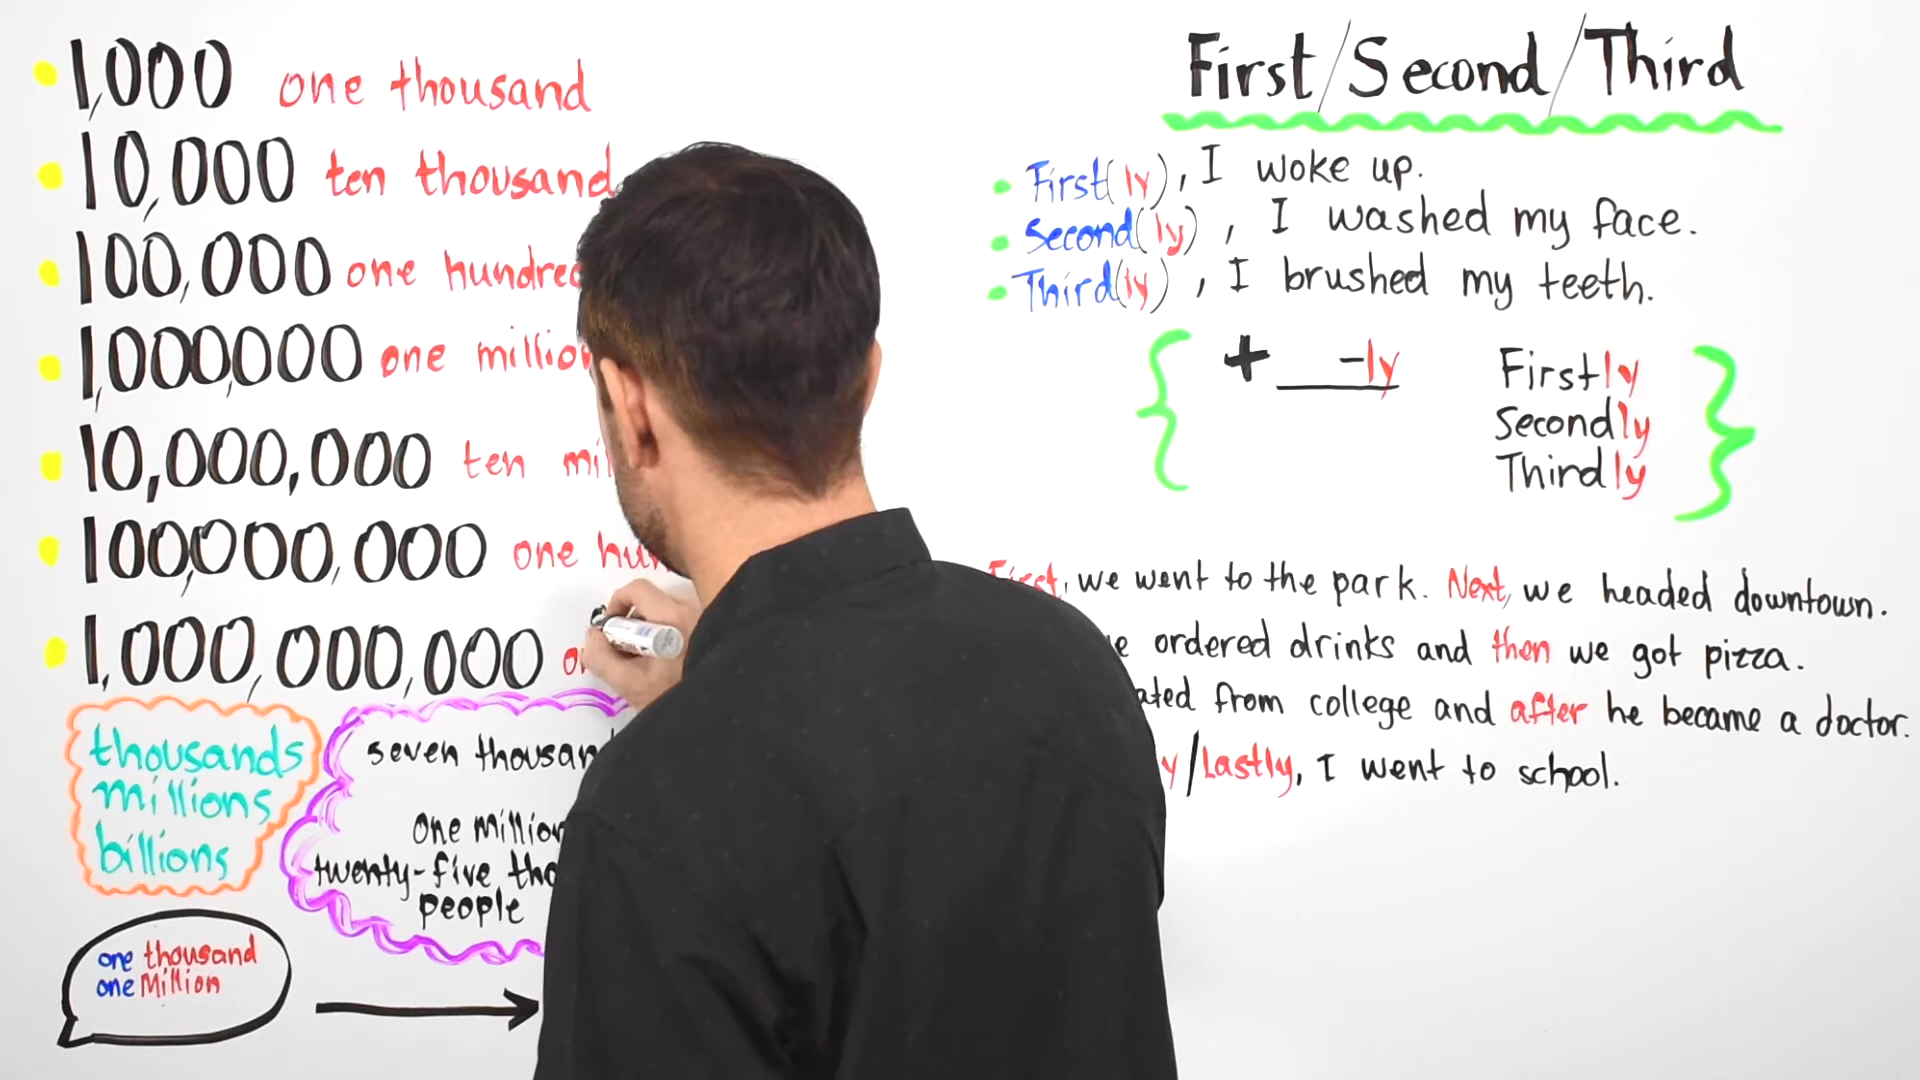 1,000 one thousand
10,000 ten thousand
100,000 one hundred
1,000,000 one million
10,000,000 ten
100,000,000 one
1,000,000,000
thousands
millions
billions
seven thousand
One million
twenty-five
people
one thousand
one Million
First/Second/Third
First(ly), I woke up.
Second(ly), I washed my face.
Third(ly), I brushed my teeth.
+ -ly
Firstly
Secondly
Thirdly
First, we went to the park. Next, we headed downtown.
ordered drinks and then we got pizza.
from college and after he became a doctor.
/Lastly, I went to school.